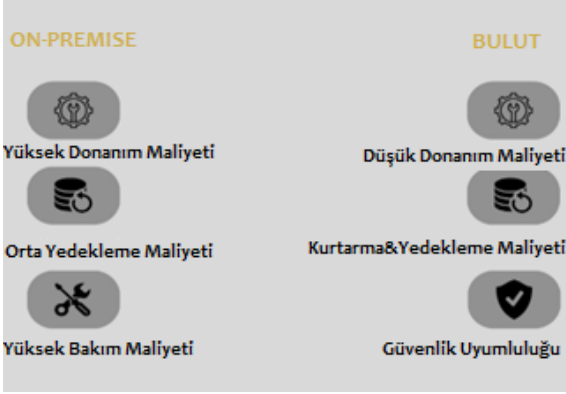 ON-PREMISE
BULUT
Yüksek Donanım Maliyeti
Düşük Donanım Maliyeti
Orta Yedekleme Maliyeti
Kurtarma&Yedekleme Maliyeti
Yüksek Bakım Maliyeti
Güvenlik Uyumluluğu